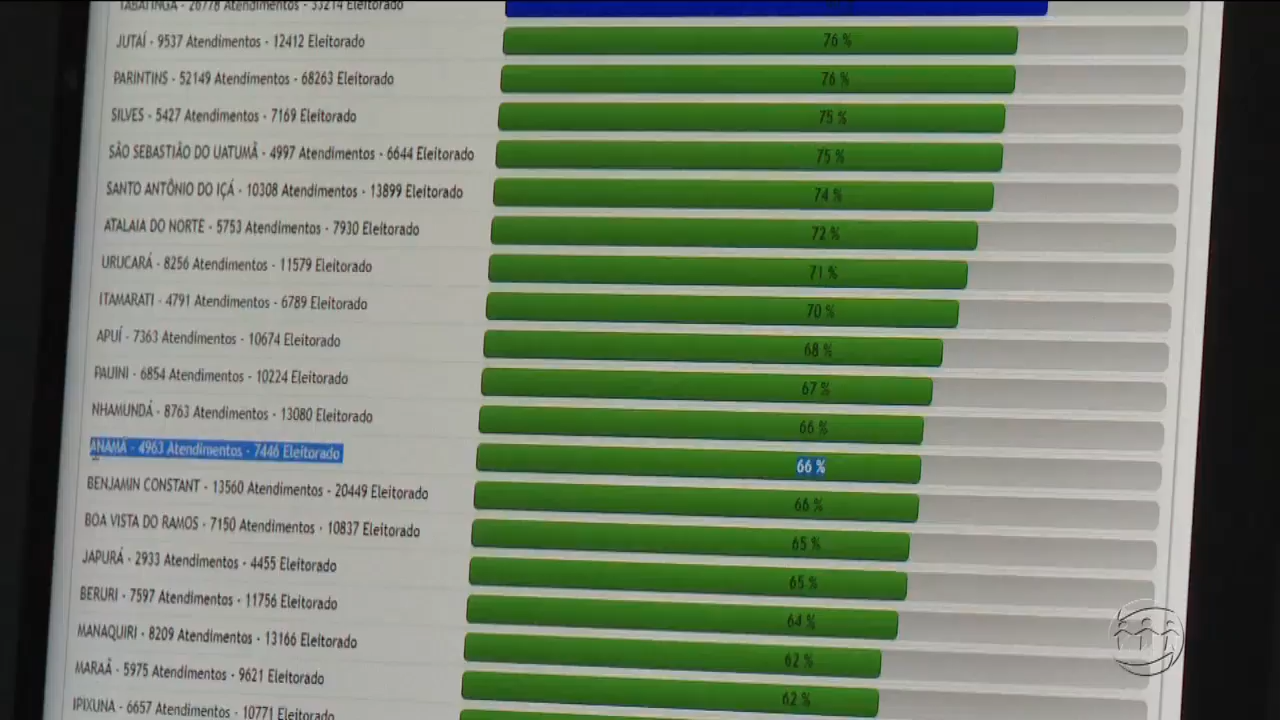 TABATINGA - 26778 Atendimentos - 33214 Eleitorado
JUTAÍ - 9537 Atendimentos - 12412 Eleitorado 76 %
PARINTINS - 52149 Atendimentos - 68263 Eleitorado 76 %
SILVES - 5427 Atendimentos - 7169 Eleitorado 75 %
SÃO SEBASTIÃO DO UATUMÃ - 4997 Atendimentos - 6644 Eleitorado 75 %
SANTO ANTÔNIO DO IÇÁ - 10308 Atendimentos - 13899 Eleitorado 74 %
ATALAIA DO NORTE - 5753 Atendimentos - 7930 Eleitorado 72 %
URUCARÁ - 8256 Atendimentos - 11579 Eleitorado 71 %
ITAMARATI - 4791 Atendimentos - 6789 Eleitorado 70 %
APUÍ - 7363 Atendimentos - 10674 Eleitorado 68 %
PAUINI - 6854 Atendimentos - 10224 Eleitorado 67 %
NHAMUNDÁ - 8763 Atendimentos - 13080 Eleitorado 66 %
ANAMÃ - 4963 Atendimentos - 7446 Eleitorado 66 %
BENJAMIN CONSTANT - 13560 Atendimentos - 20449 Eleitorado 66 %
BOA VISTA DO RAMOS - 7150 Atendimentos - 10837 Eleitorado 65 %
JAPURÁ - 2933 Atendimentos - 4455 Eleitorado 65 %
BERURI - 7597 Atendimentos - 11756 Eleitorado 64 %
MANAQUIRI - 8209 Atendimentos - 13166 Eleitorado 62 %
MARAÃ - 5975 Atendimentos - 9621 Eleitorado 62 %
IPIXUNA - 6657 Atendimentos - 10771 Eleitorado